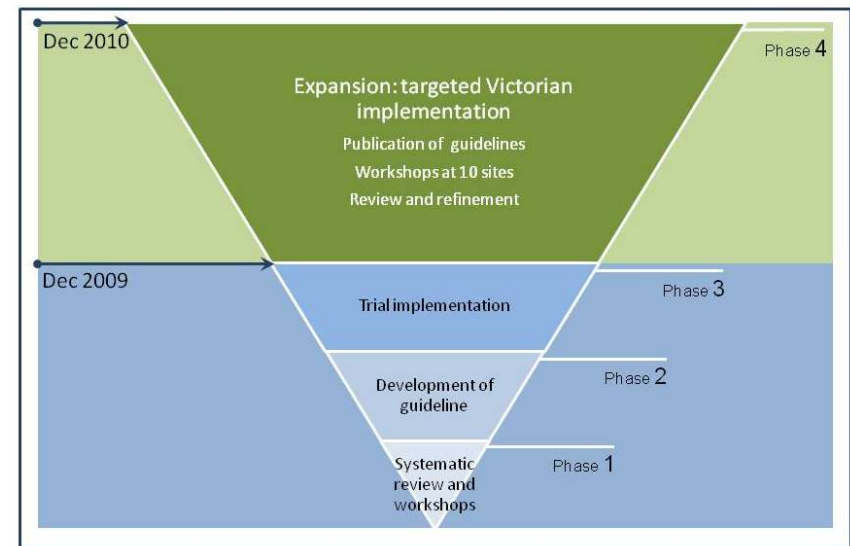 Dec 2010
Phase 4
Expansion: targeted Victorian
implementation
Publication of guidelines
Workshops at 10 sites
Review and refinement
Dec 2009
Phase 3
Trial implementation
Phase 2
Development of
guideline
Phase 1
Systematic
review and
workshops